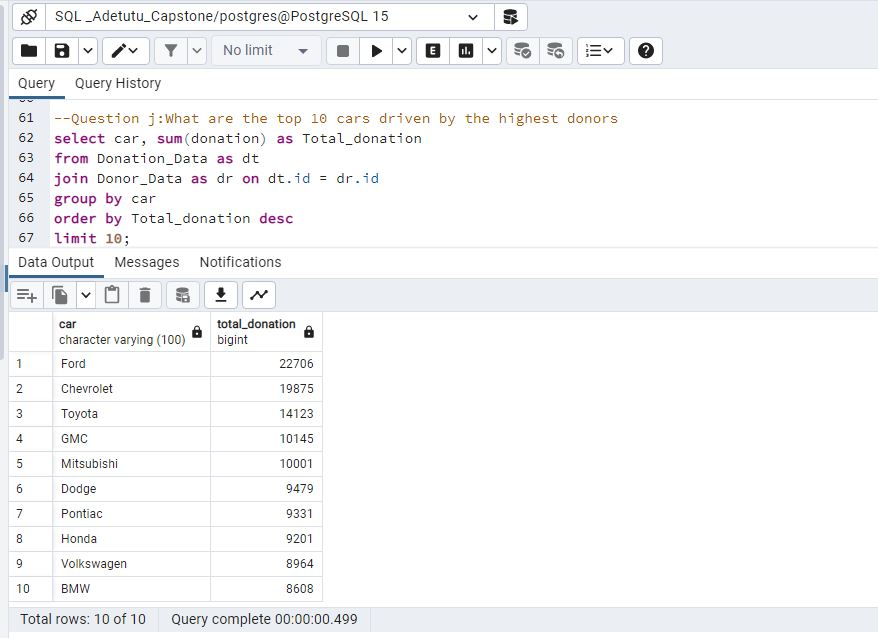 SQL _Adetutu_Capstone/postgres@PostgreSQL 15
No limit
E
Query Query History
61 --Question j:What are the top 10 cars driven by the highest donors
62 select car, sum(donation) as Total_donation
63 from Donation_Data as dt
64 join Donor_Data as dr on dt.id = dr.id
65 group by car
66 order by Total_donation desc
67 limit 10;
Data Output Messages Notifications
car total_donation
character varying (100) bigint
1 Ford 22706
2 Chevrolet 19875
3 Toyota 14123
4 GMC 10145
5 Mitsubishi 10001
6 Dodge 9479
7 Pontiac 9331
8 Honda 9201
9 Volkswagen 8964
10 BMW 8608
Total rows: 10 of 10 Query complete 00:00:00.499